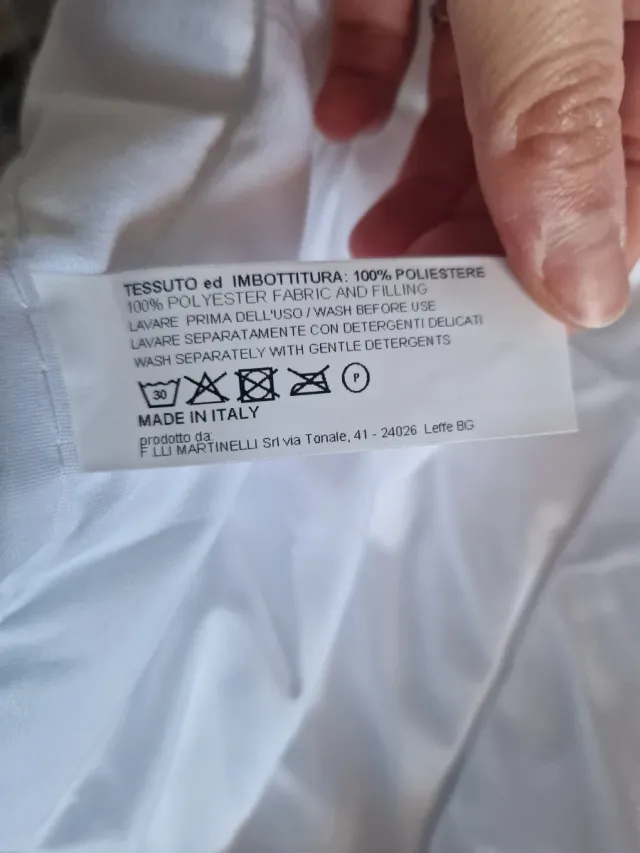 TESSUTO ed IMBOTTITURA: 100% POLIESTERE
100% POLYESTER FABRIC AND FILLING
LAVARE PRIMA DELL'USO / WASH BEFORE USE
LAVARE SEPARATAMENTE CON DETERGENTI DELICATI
WASH SEPARATELY WITH GENTLE DETERGENTS
30 P
MADE IN ITALY
prodotto da:
F.LLI MARTINELLI Srl via Tonale, 41 - 24026 Leffe BG